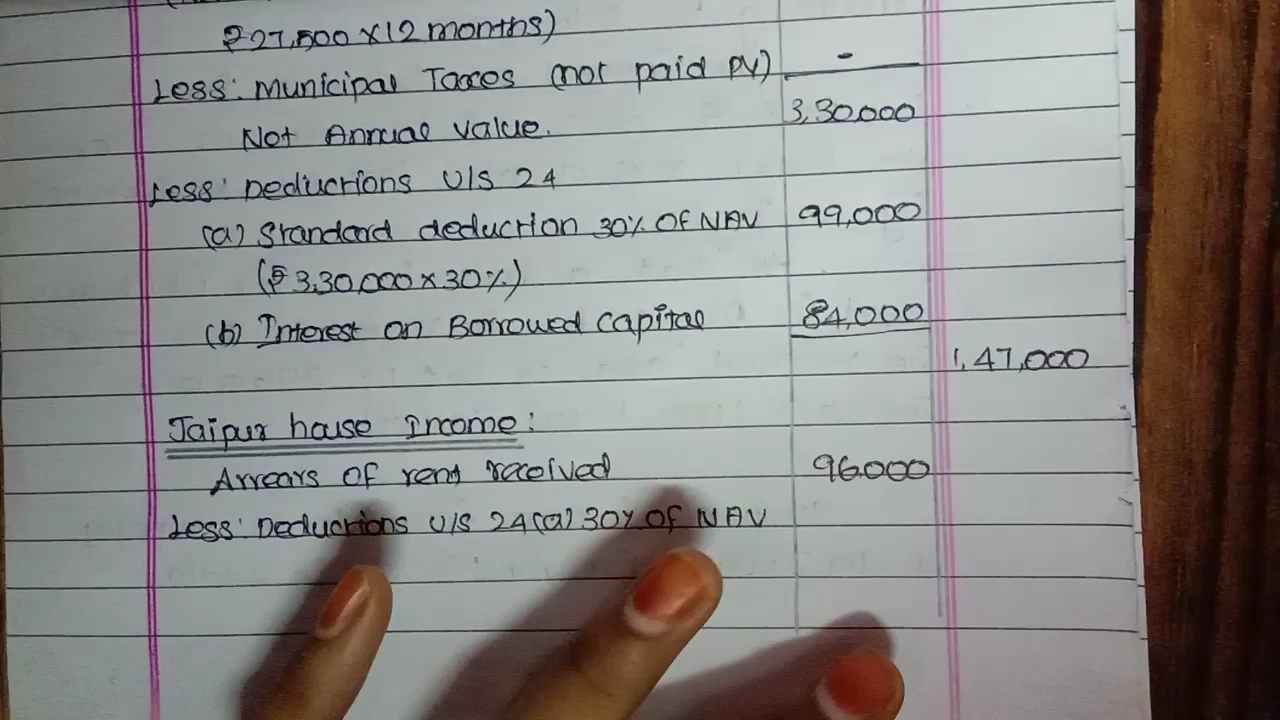 ₹27,500 x 12 months)
Less: Municipal Taxes (not paid PY) -
3,30,000
Net Annual Value.
Less: Deductions U/S 24
(a) Standard deduction 30% OF NAV 99,000
(₹ 3,30,000 x 30%)
(b) Interest on Borrowed Capital 84,000
1,47,000
Jaipur house Income:
Arrears OF rent received 96000
Less: Deductions U/S 24(a) 30% OF NAV